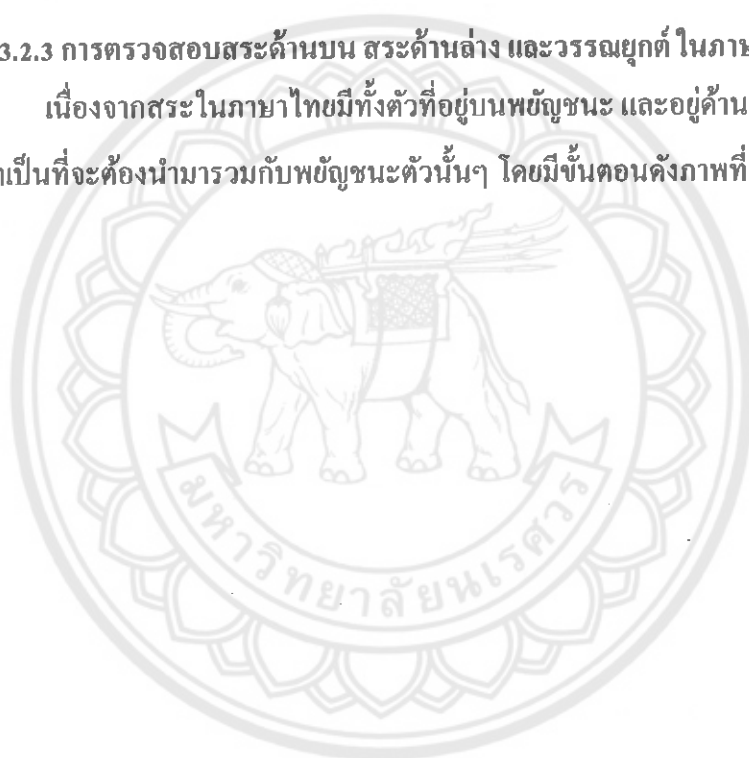 3.2.3 การตรวจสอบสระด้านบน สระด้านล่าง และวรรณยุกต์ ในภาษ
เนื่องจากสระในภาษาไทยมีทั้งตัวที่อยู่บนพยัญชนะ และอยู่ด้าน
เป็นที่จะต้องนำมารวมกับพยัญชนะตัวนั้นๆ โดยมีขั้นตอนดังภาพที่
มหาวิทยาลัยนเรศวร